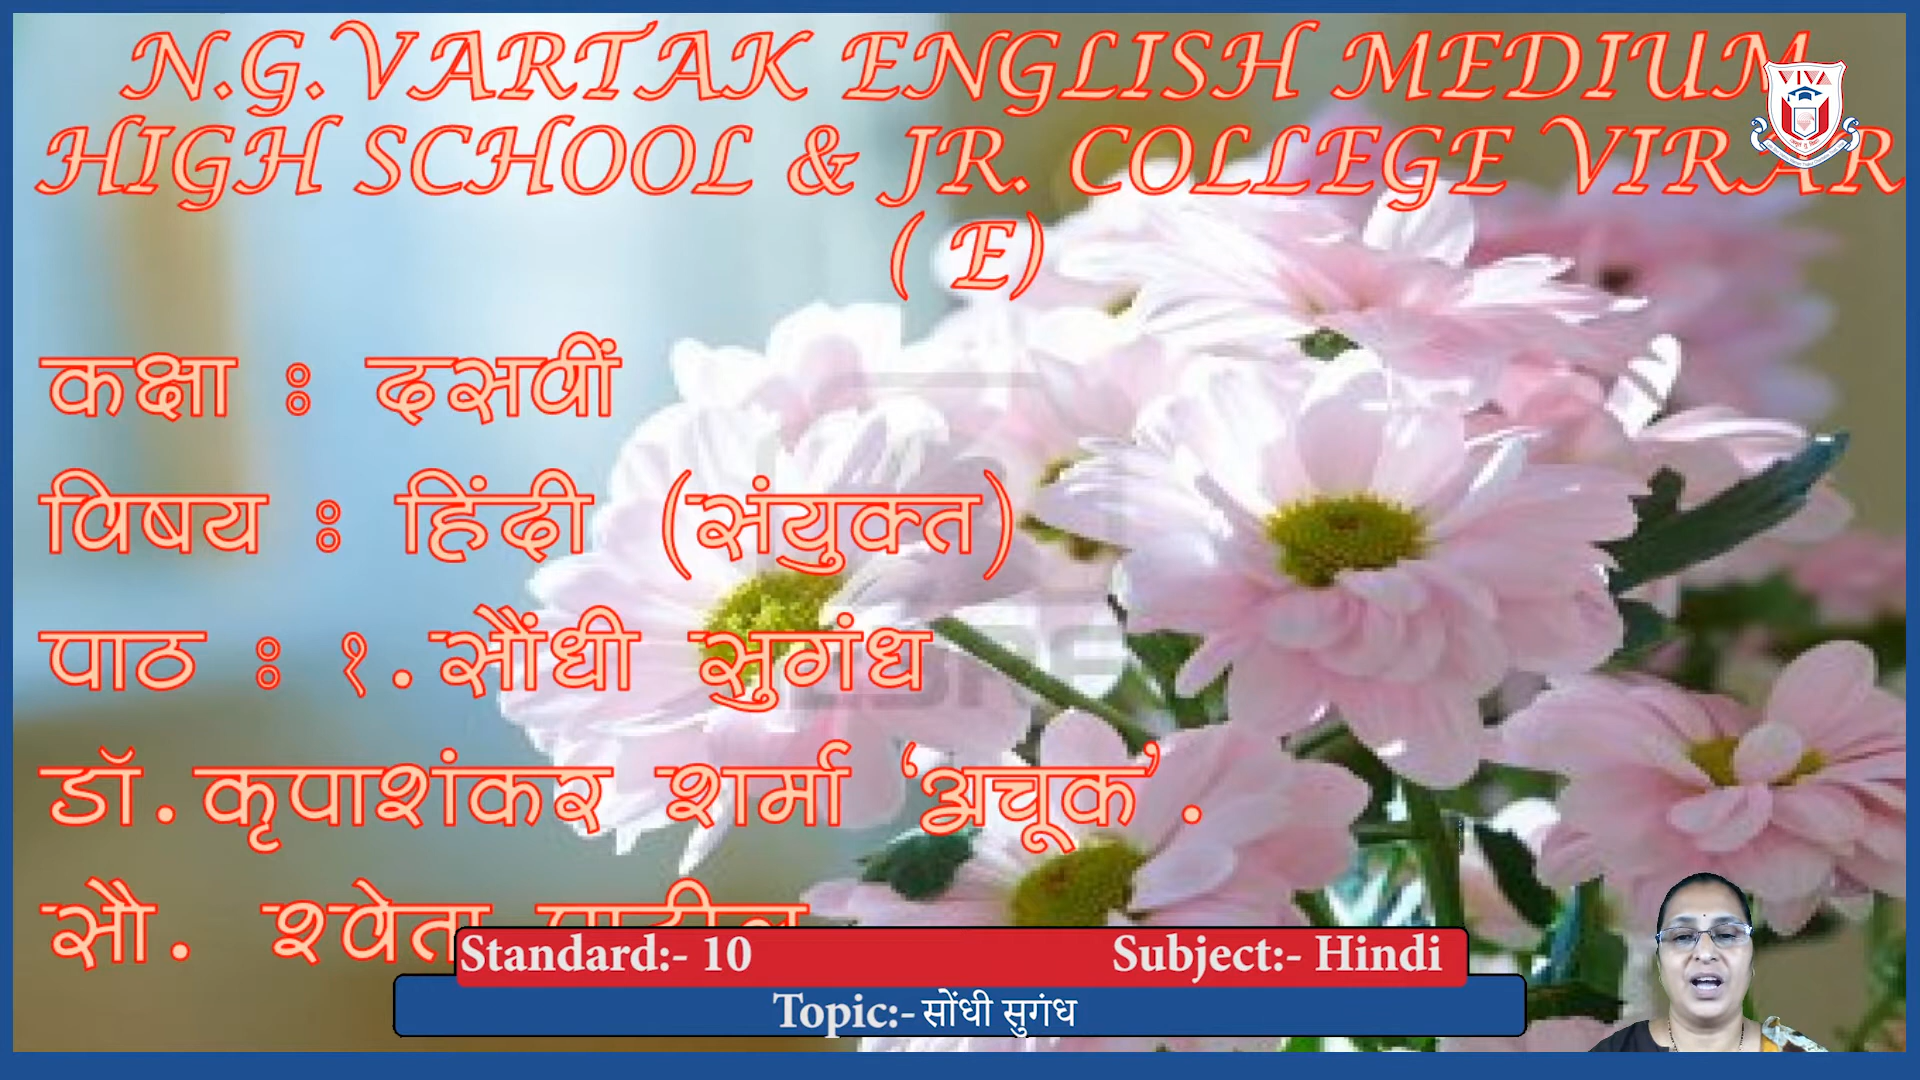 N.G.VARTAK ENGLISH MEDIUM
HIGH SCHOOL & JR. COLLEGE VIRAR
( E)
VIVA
कक्षा : दसवीं
विषय : हिंदी (संयुक्त)
पाठ : १.सौंधी सुगंध
डॉ.कृपाशंकर शर्मा ‘अचूक’.
सौ. श्वेता
Standard:- 10 Subject:- Hindi
Topic:- सोंधी सुगंध